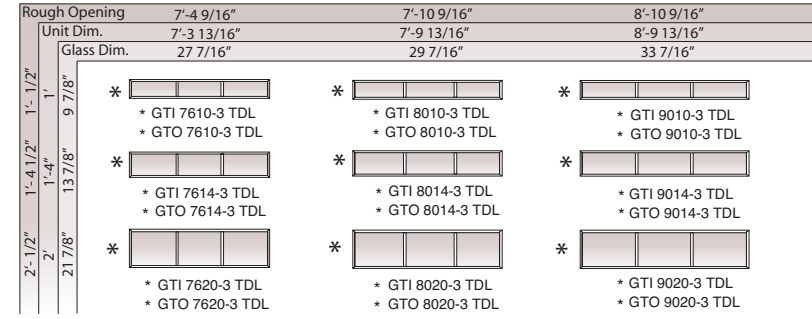 Rough Opening 7'-4 9/16" 7'-10 9/16" 8'-10 9/16"
Unit Dim. 7'-3 13/16" 7'-9 13/16" 8'-9 13/16"
Glass Dim. 27 7/16" 29 7/16" 33 7/16"
1'- 1/2" 1' 9 7/8"
* * *
* GTI 7610-3 TDL * GTI 8010-3 TDL * GTI 9010-3 TDL
* GTO 7610-3 TDL * GTO 8010-3 TDL * GTO 9010-3 TDL
1'- 4 1/2" 1'-4" 13 7/8"
* * *
* GTI 7614-3 TDL * GTI 8014-3 TDL * GTI 9014-3 TDL
* GTO 7614-3 TDL * GTO 8014-3 TDL * GTO 9014-3 TDL
2'- 1/2" 2' 21 7/8"
* * *
* GTI 7620-3 TDL * GTI 8020-3 TDL * GTI 9020-3 TDL
* GTO 7620-3 TDL * GTO 8020-3 TDL * GTO 9020-3 TDL